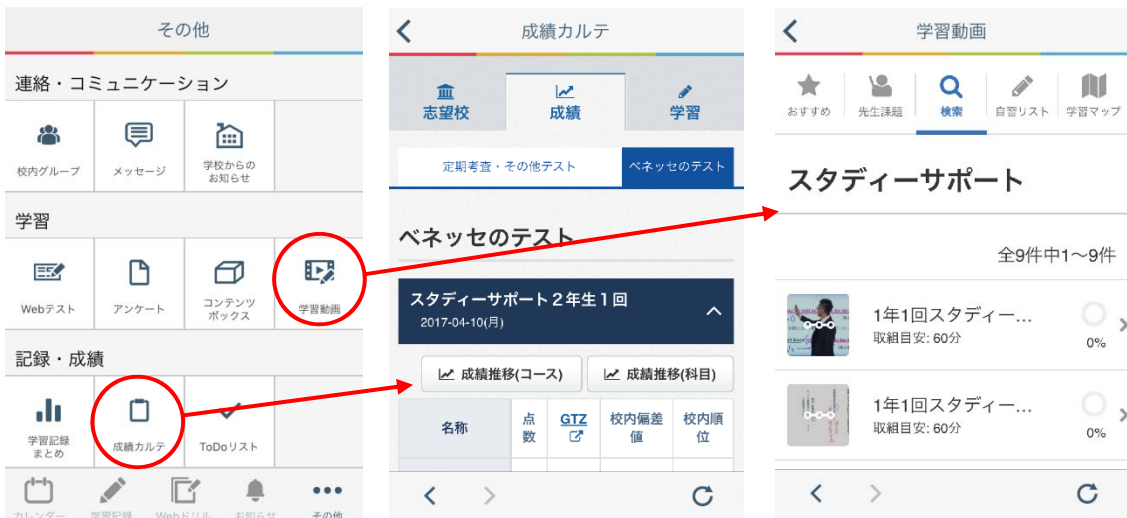 その他
連絡・コミュニケーション
校内グループ
メッセージ
学校からの
お知らせ
学習
Webテスト
アンケート
コンテンツ
ボックス
学習動画
記録・成績
学習記録
まとめ
成績カルテ
ToDoリスト
カレンダー
学習記録
Webドリル
お知らせ
その他
成績カルテ
志望校
成績
学習
定期考査・その他テスト
ベネッセのテスト
ベネッセのテスト
スタディーサポート２年生１回
2017-04-10(月)
成績推移(コース)
成績推移(科目)
名称
点
数
GTZ
校内偏差
値
校内順
位
学習動画
おすすめ
先生課題
検索
自習リスト
学習マップ
スタディーサポート
全9件中1〜9件
1年1回スタディー...
取組目安: 60分
0%
1年1回スタディー...
取組目安: 60分
0%